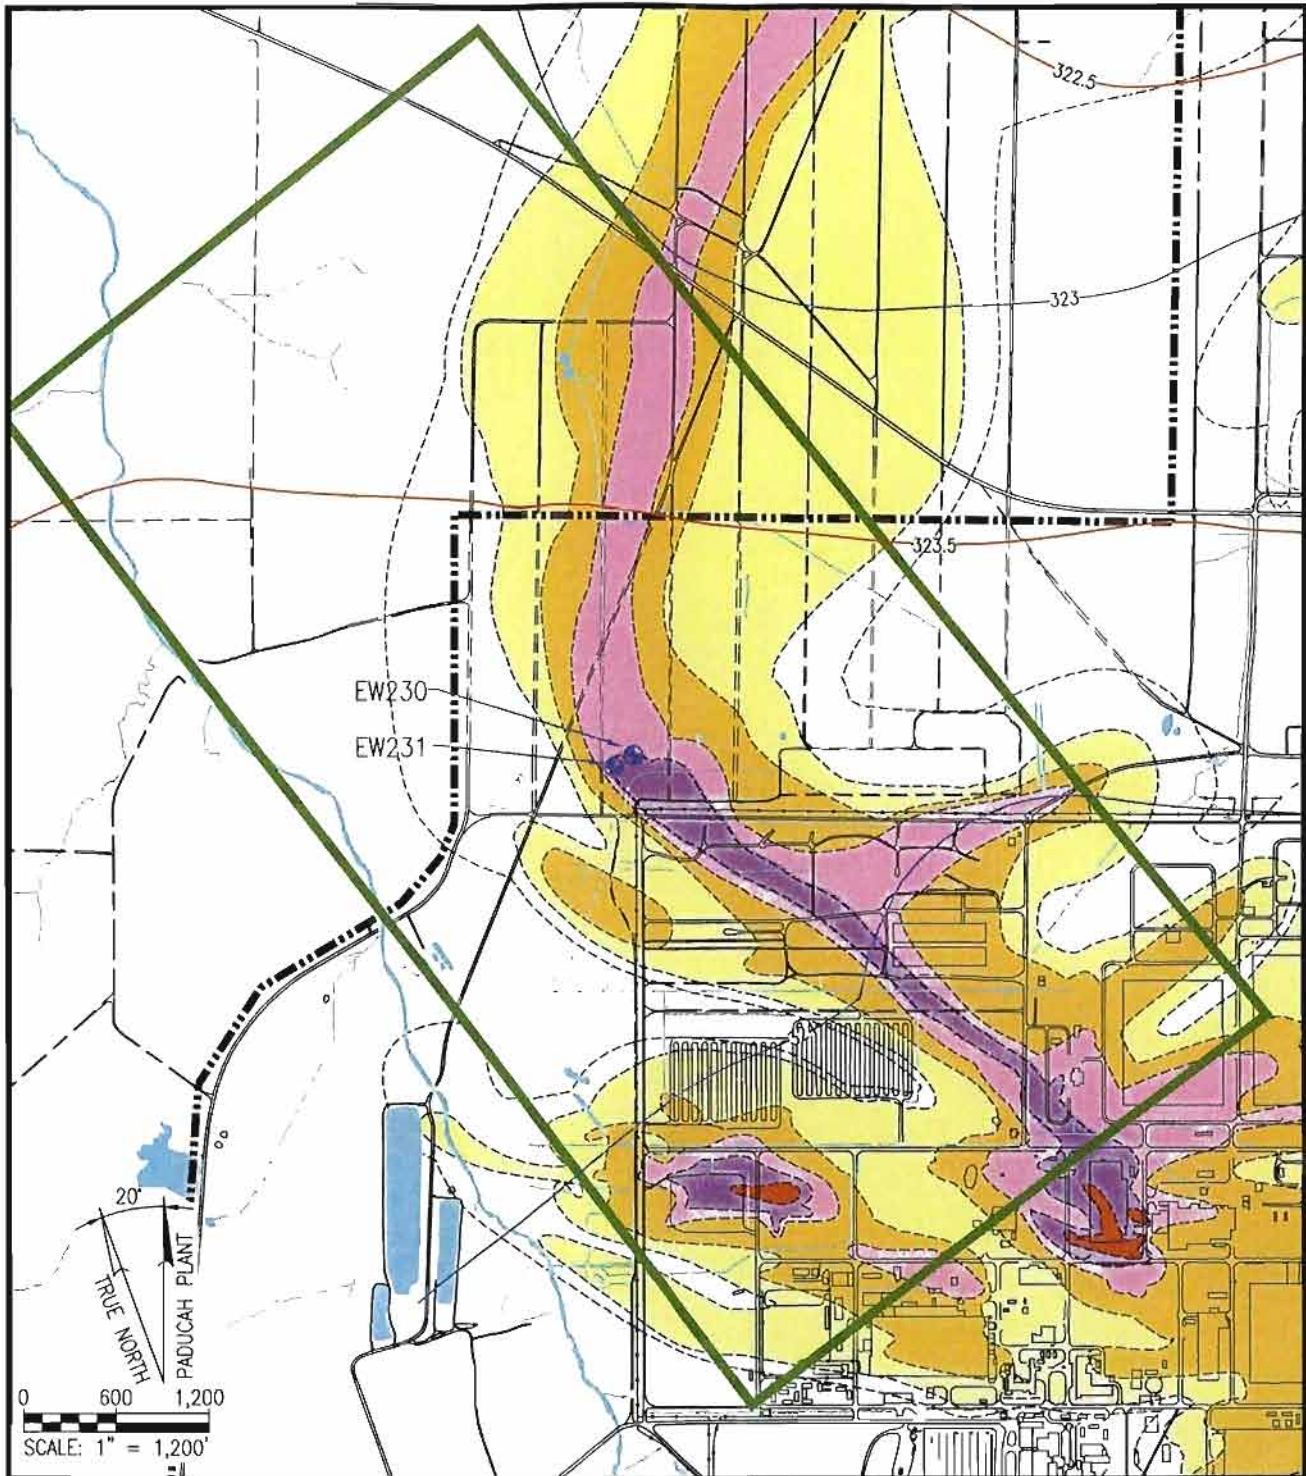 322.5
323
323.5
EW230
EW231
20°
TRUE NORTH
PADUCAH PLANT
0 600 1,200
SCALE: 1" = 1,200'